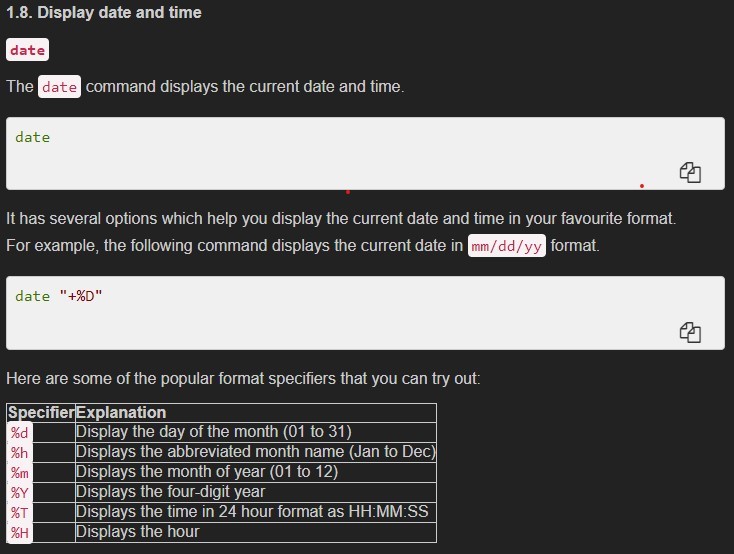 1.8. Display date and time
date
The date command displays the current date and time.
date
It has several options which help you display the current date and time in your favourite format.
For example, the following command displays the current date in mm/dd/yy format.
date "+%D"
Here are some of the popular format specifiers that you can try out:
Specifier Explanation
%d Display the day of the month (01 to 31)
%h Displays the abbreviated month name (Jan to Dec)
%m Displays the month of year (01 to 12)
%Y Displays the four-digit year
%T Displays the time in 24 hour format as HH:MM:SS
%H Displays the hour